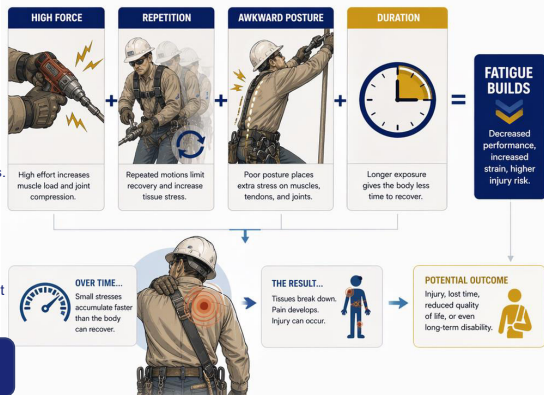 HIGH FORCE
High effort increases
muscle load and joint
compression.
+
REPETITION
Repeated motions limit
recovery and increase
tissue stress.
+
AWKWARD POSTURE
Poor posture places
extra stress on muscles,
tendons, and joints.
+
DURATION
Longer exposure
gives the body less
time to recover.
=
FATIGUE
BUILDS
Decreased
performance,
increased
strain, higher
injury risk.
OVER TIME...
Small stresses
accumulate faster
than the body
can recover.
THE RESULT...
Tissues break down.
Pain develops.
Injury can occur.
POTENTIAL OUTCOME
Injury, lost time,
reduced quality
of life, or even
long-term disability.